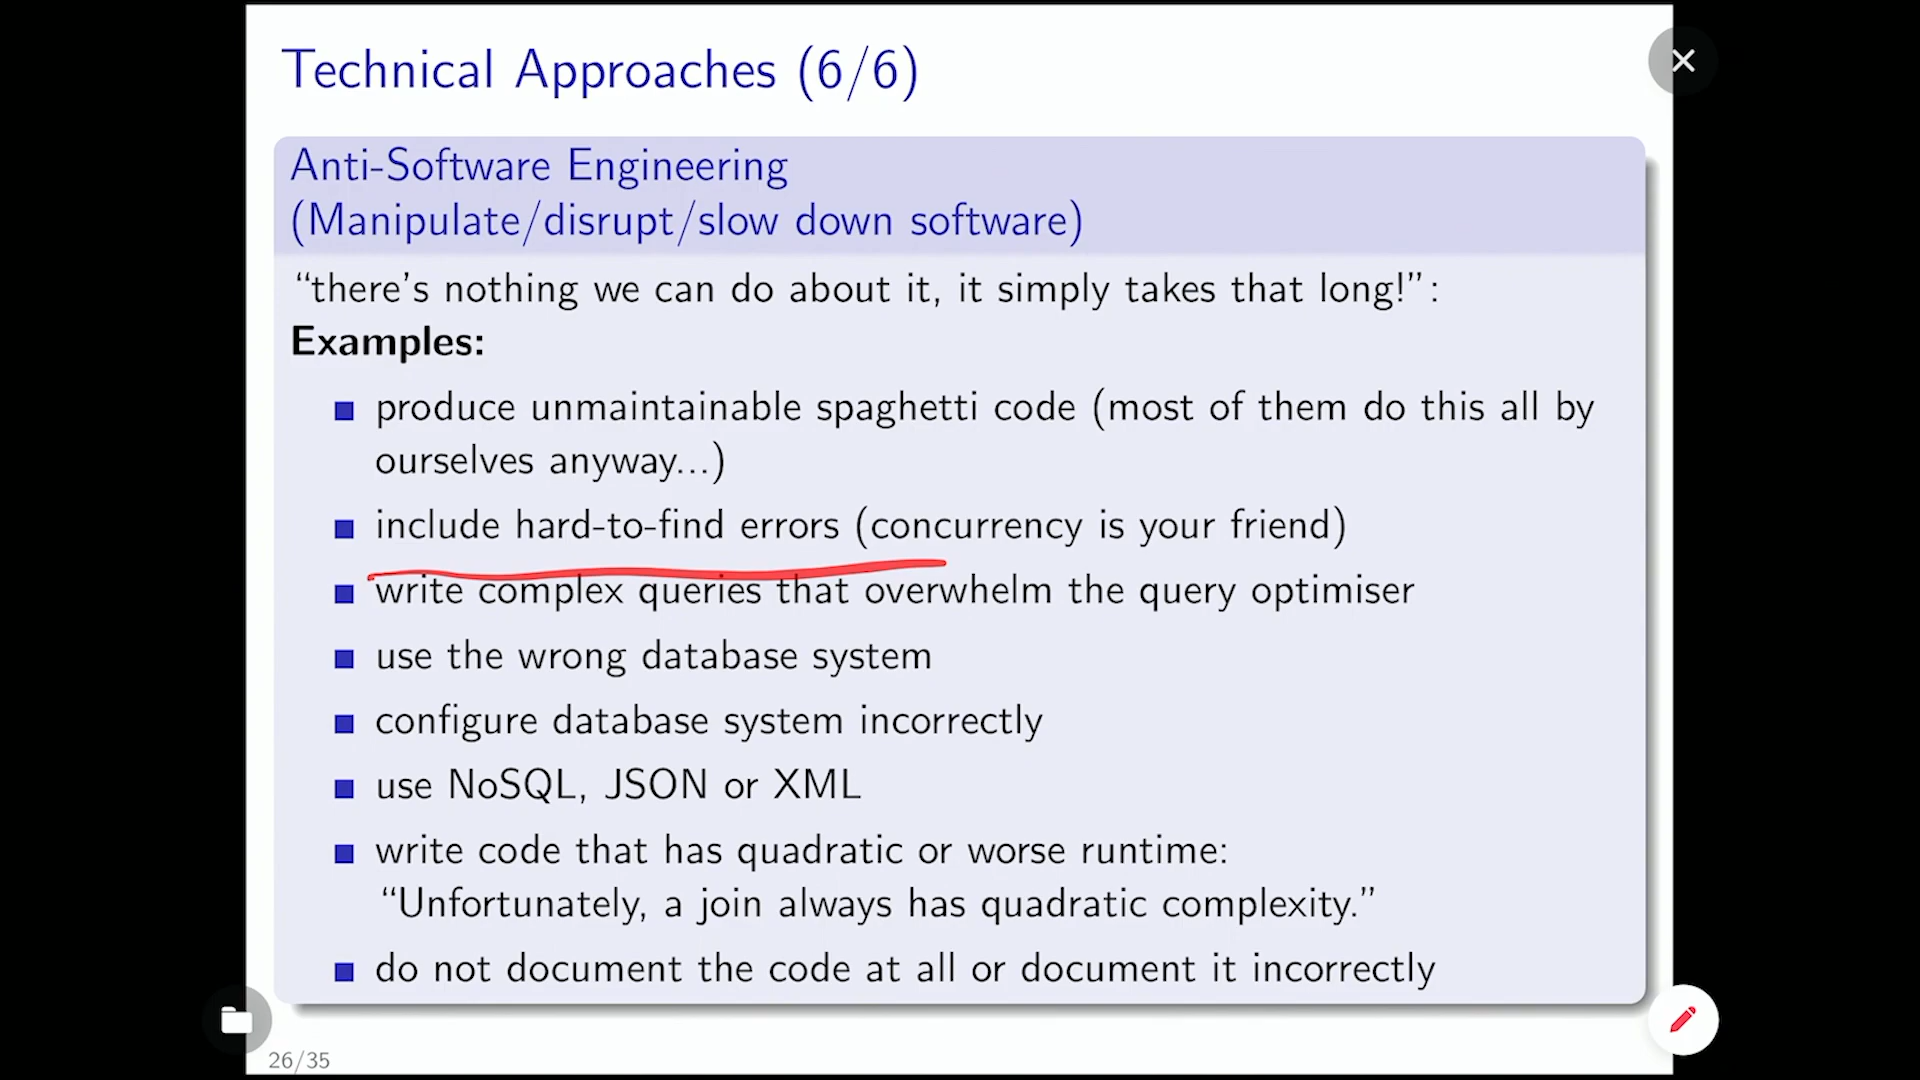 Technical Approaches (6/6)
Anti-Software Engineering
(Manipulate/disrupt/slow down software)
“there’s nothing we can do about it, it simply takes that long!”:
Examples:
produce unmaintainable spaghetti code (most of them do this all by
ourselves anyway...)
include hard-to-find errors (concurrency is your friend)
write complex queries that overwhelm the query optimiser
use the wrong database system
configure database system incorrectly
use NoSQL, JSON or XML
write code that has quadratic or worse runtime:
“Unfortunately, a join always has quadratic complexity.”
do not document the code at all or document it incorrectly
26/35